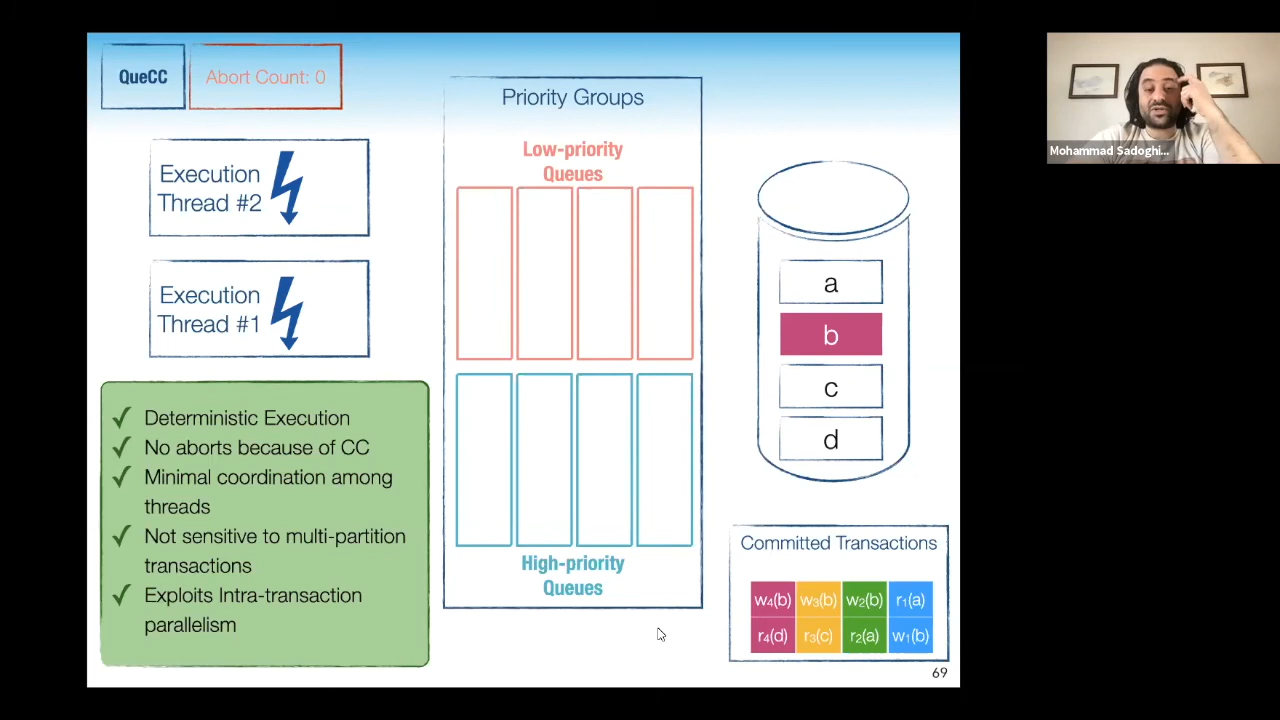 QueCC
Abort Count: 0
Execution
Thread #2
Execution
Thread #1
✓ Deterministic Execution
✓ No aborts because of CC
✓ Minimal coordination among
threads
✓ Not sensitive to multi-partition
transactions
✓ Exploits Intra-transaction
parallelism
Priority Groups
Low-priority
Queues
High-priority
Queues
a
b
c
d
Committed Transactions
w4(b) w3(b) w2(b) r1(a)
r4(d) r3(c) r2(a) w1(b)
69
Mohammad Sadoghi...